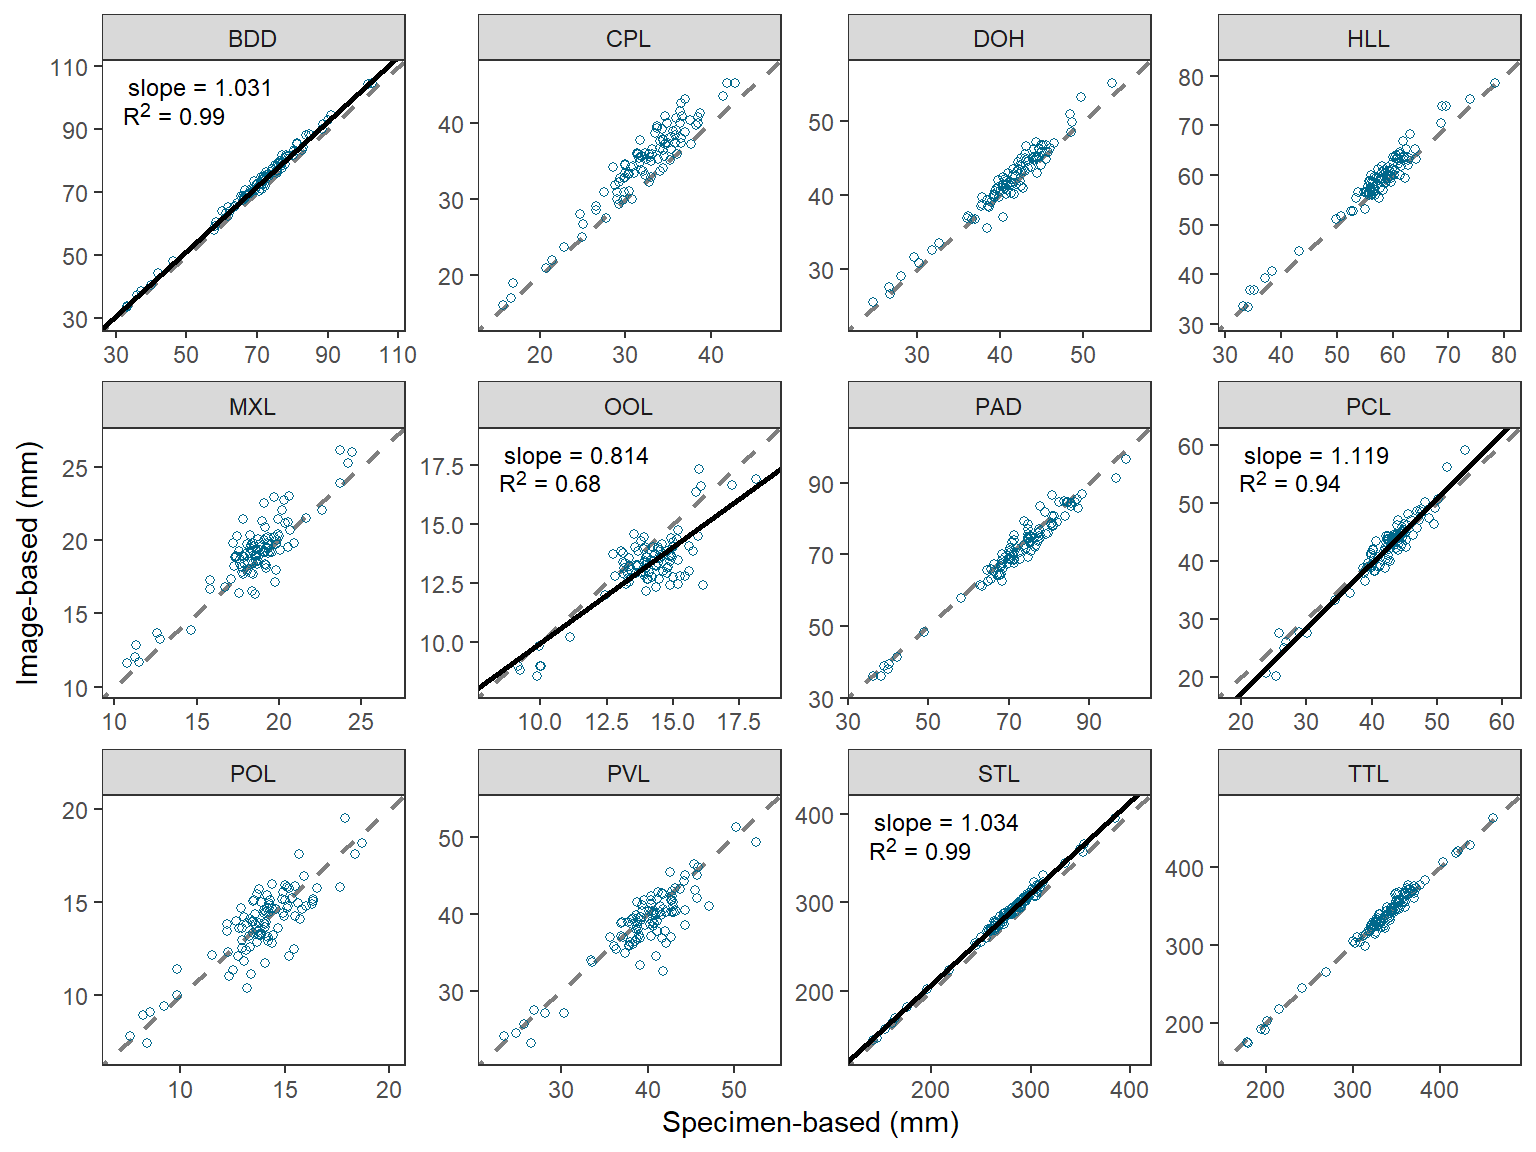 BDD CPL DOH HLL
110
90
70
50
30
slope = 1.031
R2 = 0.99
30 50 70 90 110
40
30
20
20 30 40
50
40
30
30 40 50
80
70
60
50
40
30
30 40 50 60 70 80
MXL OOL PAD PCL
25
20
15
10
10 15 20 25
17.5
15.0
12.5
10.0
slope = 0.814
R2 = 0.68
10.0 12.5 15.0 17.5
90
70
50
30
30 50 70 90
60
50
40
30
20
slope = 1.119
R2 = 0.94
20 30 40 50 60
POL PVL STL TTL
20
15
10
10 15 20
50
40
30
30 40 50
400
300
200
slope = 1.034
R2 = 0.99
200 300 400
400
300
200
200 300 400
Image-based (mm)
Specimen-based (mm)